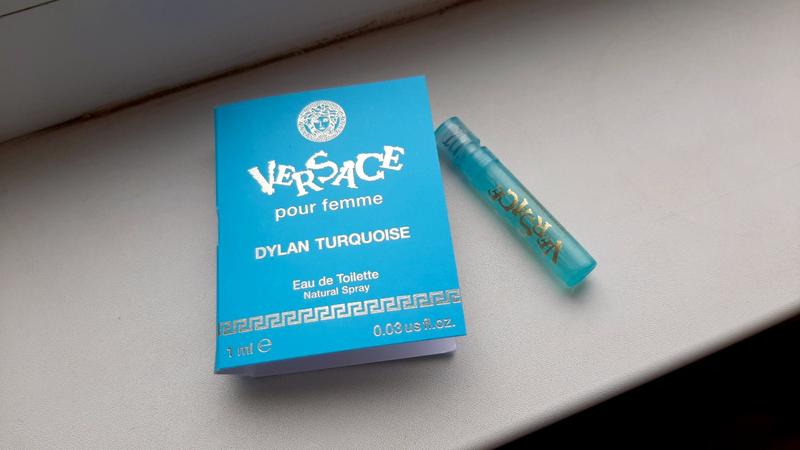 VERSACE
pour femme
DYLAN TURQUOISE
Eau de Toilette
Natural Spray
1 ml ℮ 0.03 us fl.oz.
VERSACE